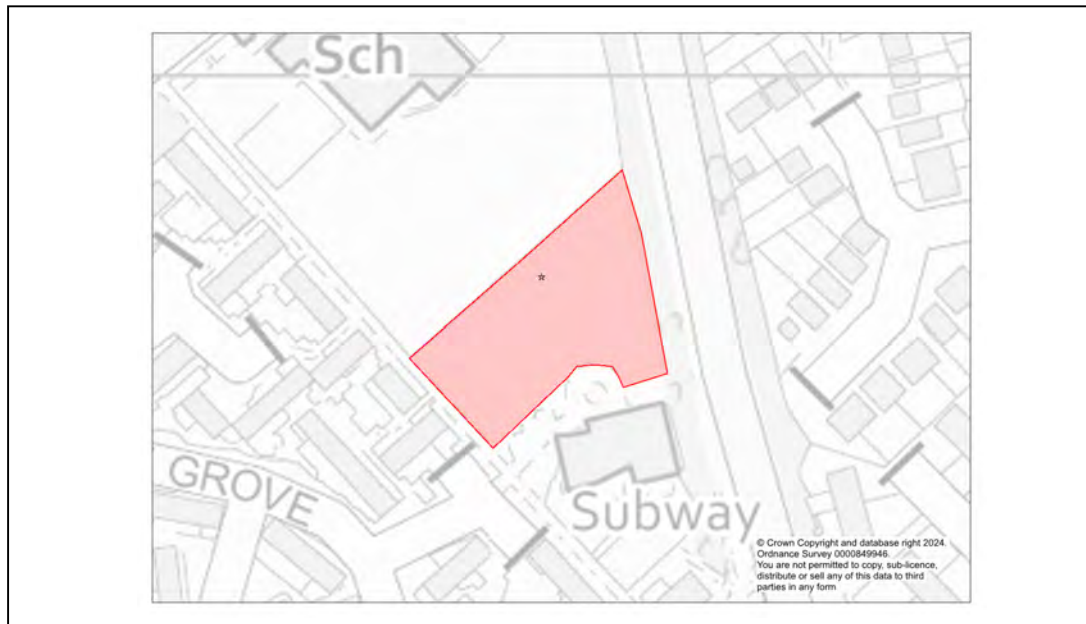 Sch
GROVE
Subway
© Crown Copyright and database right 2024.
Ordnance Survey 0000849946.
You are not permitted to copy, sub-licence,
distribute or sell any of this data to third
parties in any form